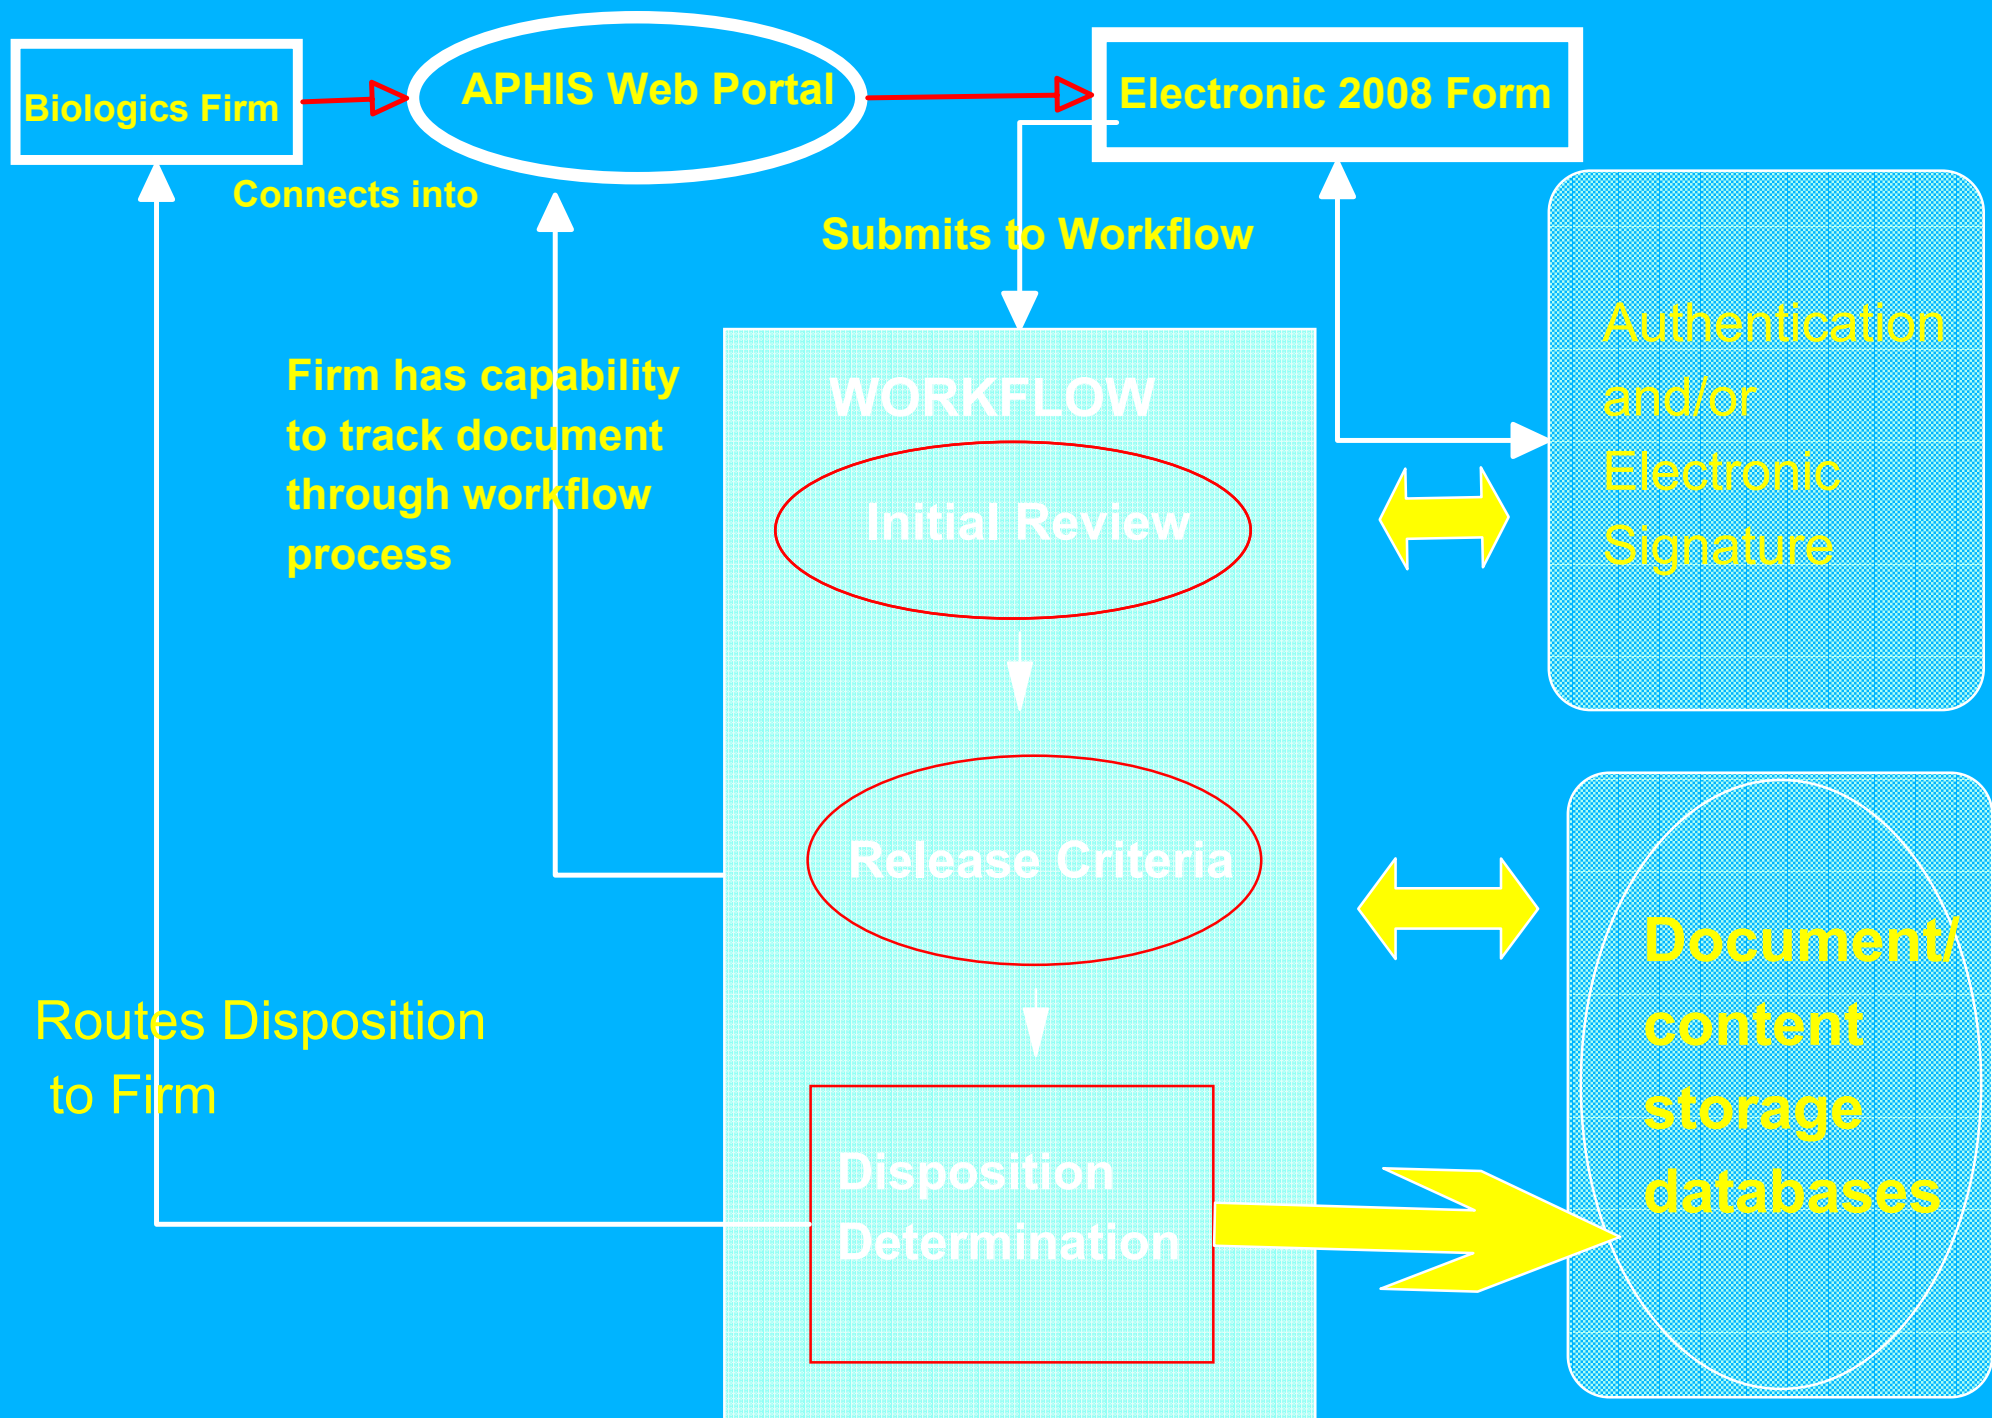 Biologics Firm
APHIS Web Portal
Electronic 2008 Form
Connects into
Submits to Workflow
Firm has capability
to track document
through workflow
process
WORKFLOW
Initial Review
Release Criteria
Disposition
Determination
Authentication
and/or
Electronic
Signature
Document/
content
storage
databases
Routes Disposition
to Firm